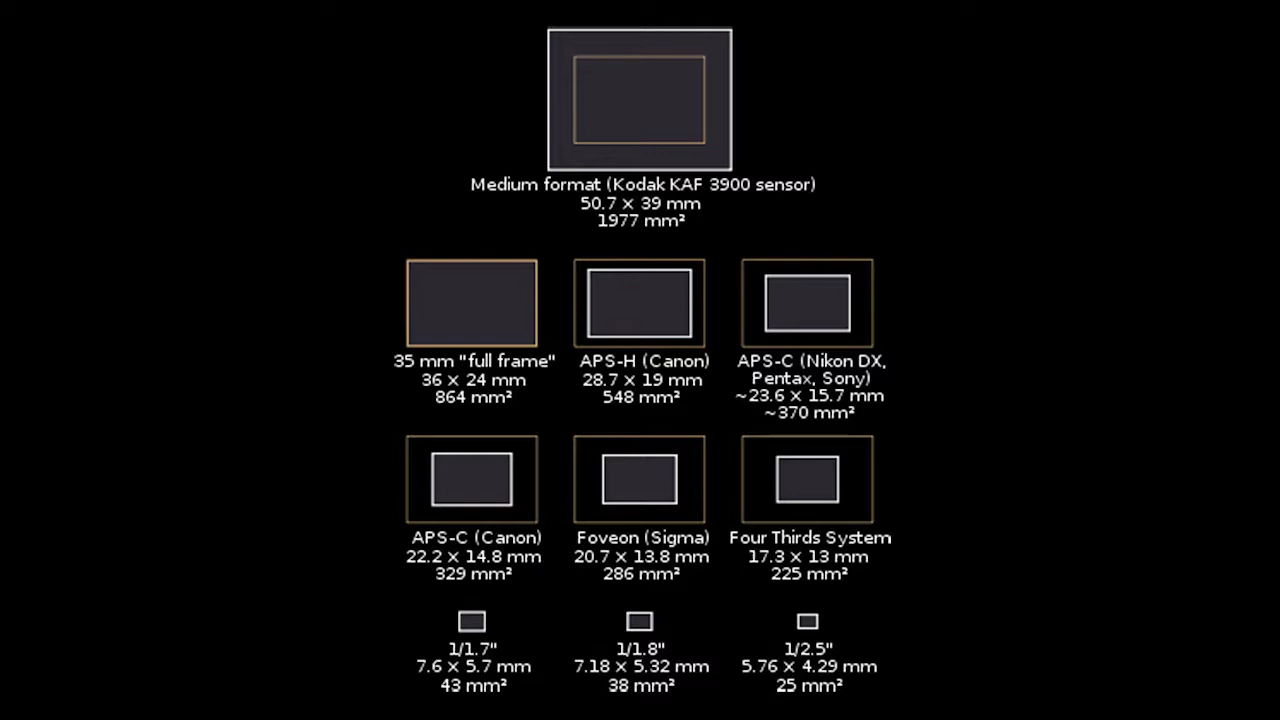 Medium format (Kodak KAF 3900 sensor)
50.7 × 39 mm
1977 mm²
35 mm "full frame"
36 × 24 mm
864 mm²
APS-H (Canon)
28.7 × 19 mm
548 mm²
APS-C (Nikon DX,
Pentax, Sony)
~23.6 × 15.7 mm
~370 mm²
APS-C (Canon)
22.2 × 14.8 mm
329 mm²
Foveon (Sigma)
20.7 × 13.8 mm
286 mm²
Four Thirds System
17.3 × 13 mm
225 mm²
1/1.7"
7.6 × 5.7 mm
43 mm²
1/1.8"
7.18 × 5.32 mm
38 mm²
1/2.5"
5.76 × 4.29 mm
25 mm²